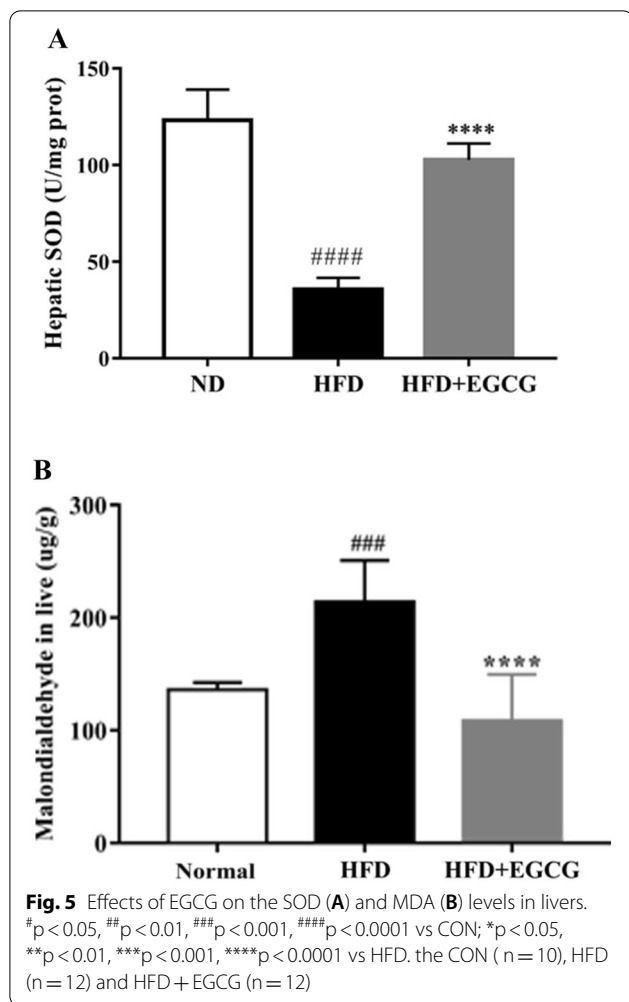 A
Hepatic SOD (U/mg prot)
150
100
50
0
####
****
ND HFD HFD+EGCG
B
Malondialdehyde in live (ug/g)
300
200
100
0
###
****
Normal HFD HFD+EGCG
Fig. 5 Effects of EGCG on the SOD (A) and MDA (B) levels in livers.
#p < 0.05, ##p < 0.01, ###p < 0.001, ####p < 0.0001 vs CON; *p < 0.05,
**p < 0.01, ***p < 0.001, ****p < 0.0001 vs HFD. the CON ( n = 10), HFD
(n = 12) and HFD + EGCG (n = 12)